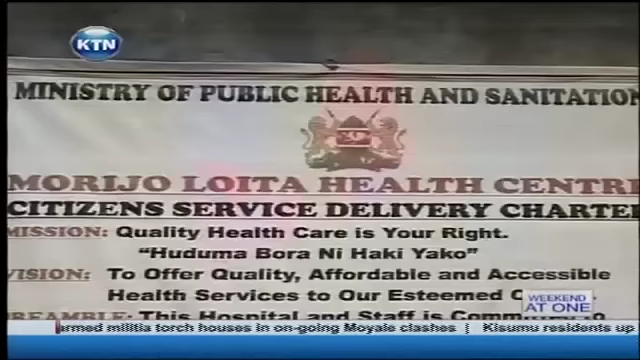 KTN
MINISTRY OF PUBLIC HEALTH AND SANITATION
MORIJO LOITA HEALTH CENTRE
CITIZENS SERVICE DELIVERY CHARTER
MISSION: Quality Health Care is Your Right.
"Huduma Bora Ni Haki Yako"
VISION: To Offer Quality, Affordable and Accessible
Health Services to Our Esteemed
PREAMBLE: This Hospital and Staff is
WEEKEND
AT ONE
armed militia torch houses in on-going Moyale clashes | Kisumu residents up